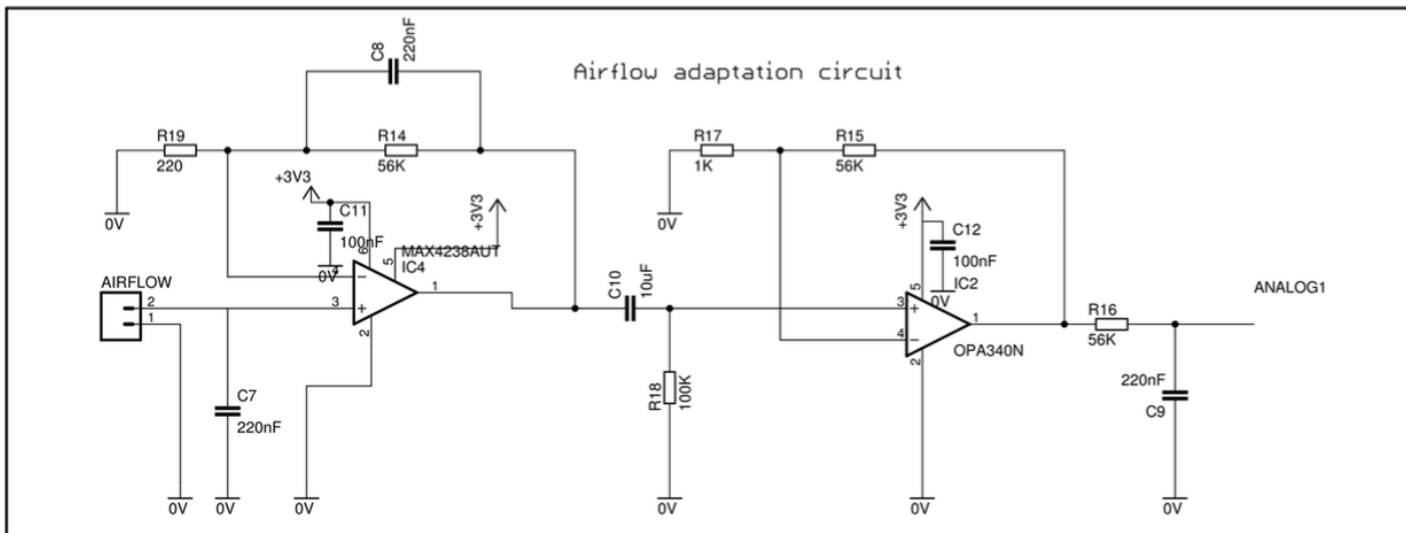 C8
220nF
Airflow adaptation circuit
R19
220
R14
56K
R17
1K
R15
56K
+3V3
+3V3
+3V3
C11
100nF
0V
6
5
MAX4238AUT
IC4
0V
0V
C12
100nF
IC2
0V
5
4
3
1
2
AIRFLOW
2
1
C10
10uF
3
4
1
2
OPA340N
ANALOG1
R16
56K
R18
100K
C7
220nF
220nF
C9
0V
0V
0V
0V
0V
0V